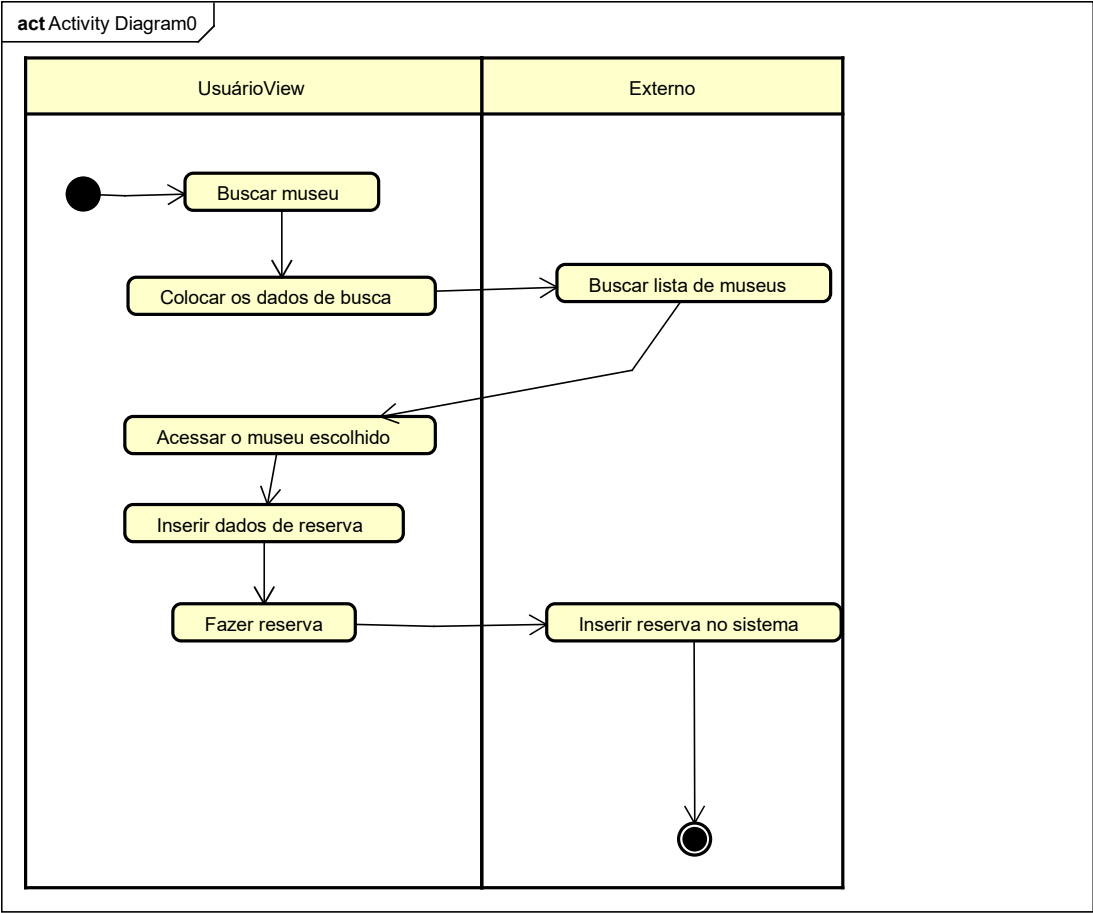 act Activity Diagram0
UsuárioView
Externo
Buscar museu
Colocar os dados de busca
Buscar lista de museus
Acessar o museu escolhido
Inserir dados de reserva
Fazer reserva
Inserir reserva no sistema